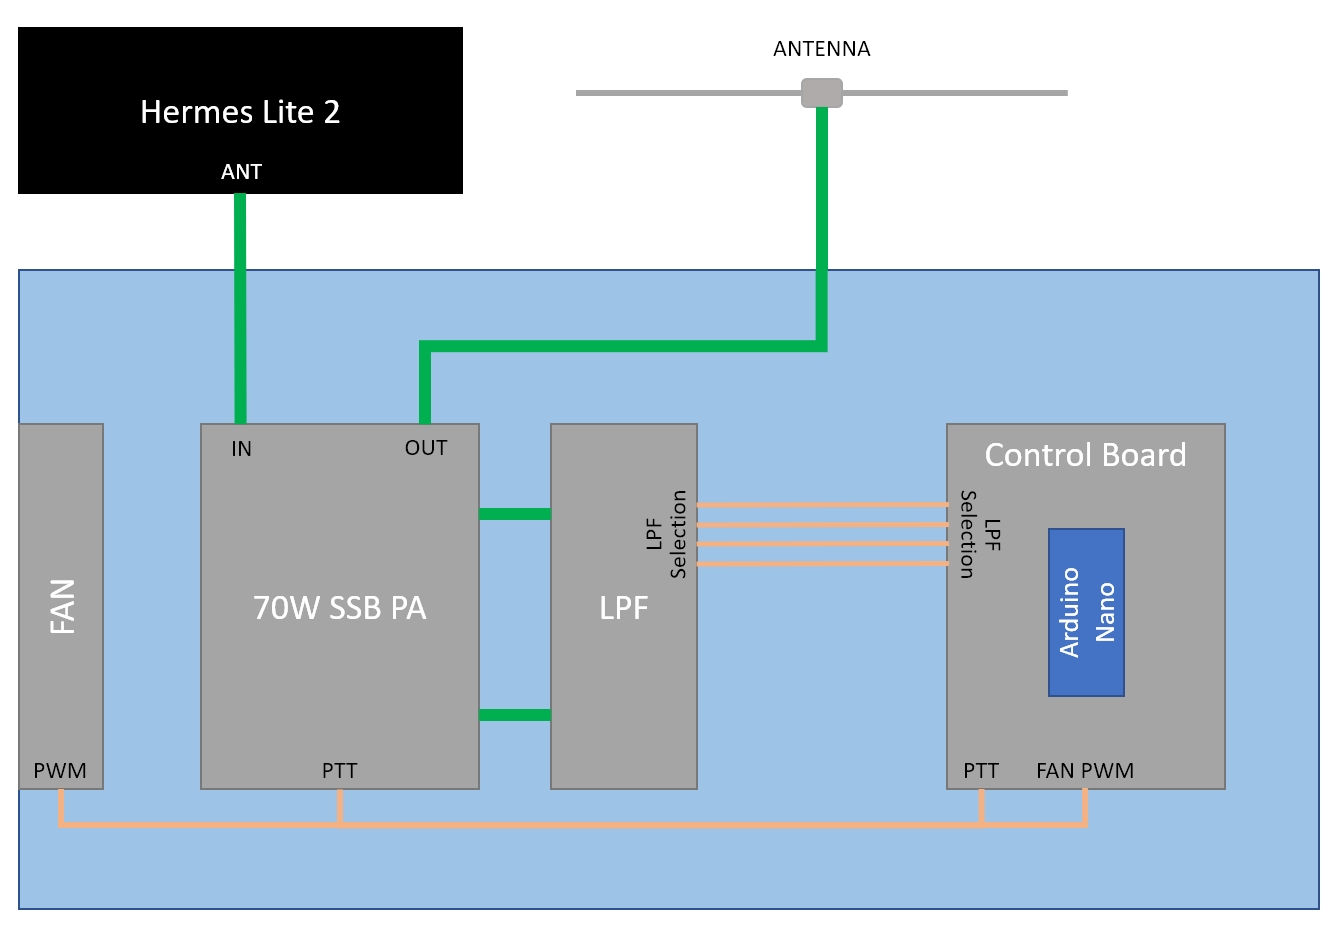 ANTENNA
Hermes Lite 2
ANT
IN
OUT
Control Board
LPF
Selection
LPF
Selection
FAN
70W SSB PA
LPF
Arduino
Nano
PWM
PTT
PTT
FAN PWM